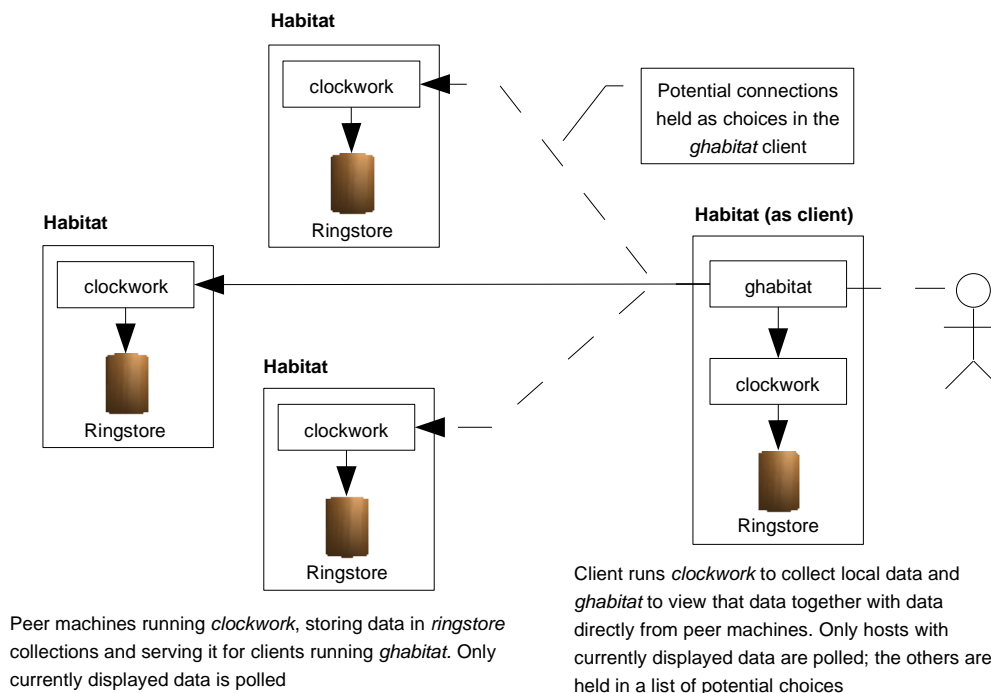 Habitat
clockwork
Ringstore
Potential connections
held as choices in the
ghabitat client
Habitat
clockwork
Ringstore
Habitat (as client)
ghabitat
clockwork
Ringstore
Habitat
clockwork
Ringstore
Peer machines running clockwork, storing data in ringstore
collections and serving it for clients running ghabitat. Only
currently displayed data is polled
Client runs clockwork to collect local data and
ghabitat to view that data together with data
directly from peer machines. Only hosts with
currently displayed data are polled; the others are
held in a list of potential choices